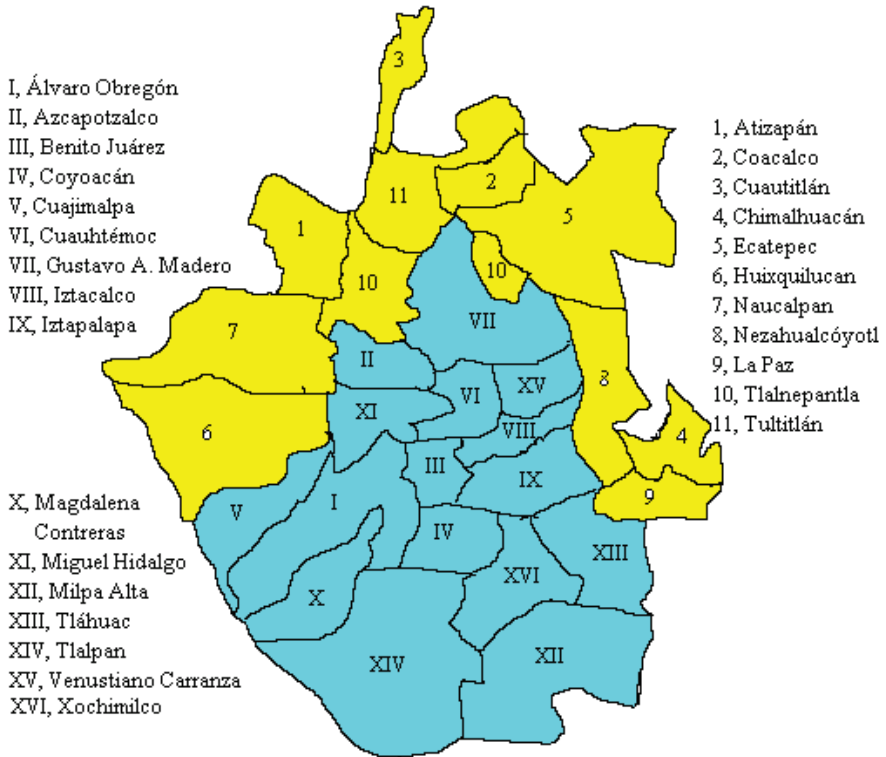 I, Álvaro Obregón
II, Azcapotzalco
III, Benito Juárez
IV, Coyoacán
V, Cuajimalpa
VI, Cuauhtémoc
VII, Gustavo A. Madero
VIII, Iztacalco
IX, Iztapalapa
X, Magdalena
Contreras
XI, Miguel Hidalgo
XII, Milpa Alta
XIII, Tláhuac
XIV, Tlalpan
XV, Venustiano Carranza
XVI, Xochimilco
3
11
2
1
5
10
10
7
VII
II
8
XV
VI
XI
6
VIII
4
III
IX
9
I
V
IV
XIII
XVI
X
XIV
XII
1, Atizapán
2, Coacalco
3, Cuautitlán
4, Chimalhuacán
5, Ecatepec
6, Huixquilucan
7, Naucalpan
8, Nezahualcóyotl
9, La Paz
10, Tlalnepantla
11, Tultitlán